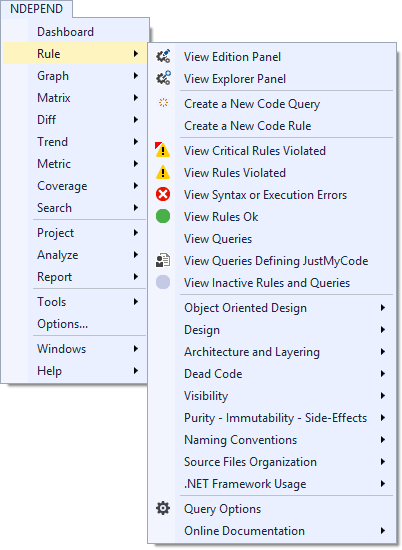 NDEPEND
Dashboard
Rule
Graph
Matrix
Diff
Trend
Metric
Coverage
Search
Project
Analyze
Report
Tools
Options...
Windows
Help
View Edition Panel
View Explorer Panel
Create a New Code Query
Create a New Code Rule
View Critical Rules Violated
View Rules Violated
View Syntax or Execution Errors
View Rules Ok
View Queries
View Queries Defining JustMyCode
View Inactive Rules and Queries
Object Oriented Design
Design
Architecture and Layering
Dead Code
Visibility
Purity - Immutability - Side-Effects
Naming Conventions
Source Files Organization
.NET Framework Usage
Query Options
Online Documentation